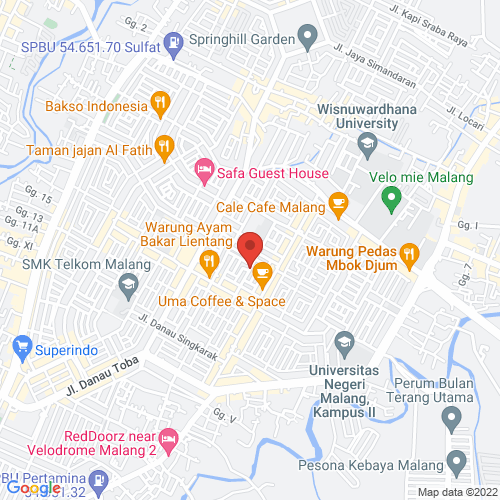 Gg. 2
SPBU 54.651.70 Sulfat
Springhill Garden
Jl. Kapi Sraba Raya
Jl. Jaya Simandaran
Jl. Locari
Bakso Indonesia
Wisnuwardhana
University
Taman jajan Al Fatih
Safa Guest House
Velo mie Malang
Gg. 15
Gg. 13
Gg. 11A
Gg. XI
Cale Cafe Malang
Gg. I
Warung Ayam
Bakar Lientang
Warung Pedas
Mbok Djum
Gg. 7
SMK Telkom Malang
Uma Coffee & Space
Jl. Danau Singkarak
Superindo
Jl. Danau Toba
Universitas
Negeri
Malang,
Kampus II
Perum Bulan
Terang Utama
Gg. V
RedDoorz near
Velodrome Malang 2
Pesona Kebaya Malang
BU Pertamina
51.32
Google
Map data ©2022